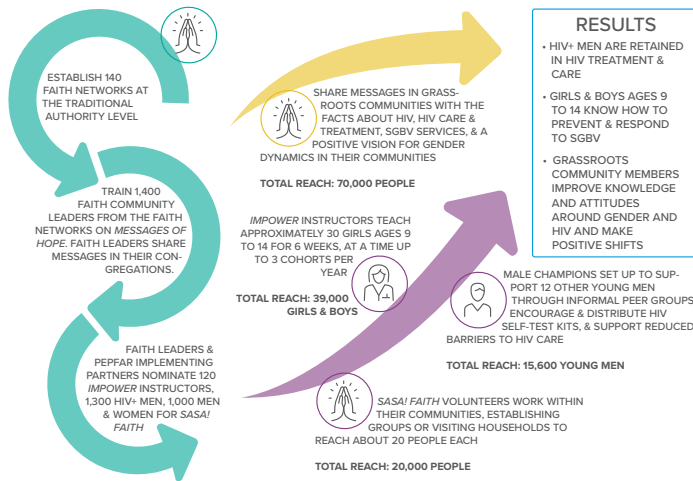 ESTABLISH 140
FAITH NETWORKS AT
THE TRADITIONAL
AUTHORITY LEVEL
TRAIN 1,400
FAITH COMMUNITY
LEADERS FROM THE FAITH
NETWORKS ON MESSAGES OF
HOPE. FAITH LEADERS SHARE
MESSAGES IN THEIR CON-
GREGATIONS.
FAITH LEADERS &
PEPFAR IMPLEMENTING
PARTNERS NOMINATE 120
IMPOWER INSTRUCTORS,
1,300 HIV+ MEN, 1,000 MEN
& WOMEN FOR SASA!
FAITH
SHARE MESSAGES IN GRASS-
ROOTS COMMUNITIES WITH THE
FACTS ABOUT HIV, HIV CARE &
TREATMENT, SGBV SERVICES, & A
POSITIVE VISION FOR GENDER
DYNAMICS IN THEIR COMMUNITIES
TOTAL REACH: 70,000 PEOPLE
IMPOWER INSTRUCTORS TEACH
APPROXIMATELY 30 GIRLS AGES 9
TO 14 FOR 6 WEEKS, AT A TIME UP
TO 3 COHORTS PER
YEAR
TOTAL REACH: 39,000
GIRLS & BOYS
MALE CHAMPIONS SET UP TO SUP-
PORT 12 OTHER YOUNG MEN
THROUGH INFORMAL PEER GROUPS
ENCOURAGE & DISTRIBUTE HIV
SELF-TEST KITS, & SUPPORT REDUCED
BARRIERS TO HIV CARE
TOTAL REACH: 15,600 YOUNG MEN
SASA! FAITH VOLUNTEERS WORK WITHIN
THEIR COMMUNITIES, ESTABLISHING
GROUPS OR VISITING HOUSEHOLDS TO
REACH ABOUT 20 PEOPLE EACH
TOTAL REACH: 20,000 PEOPLE
RESULTS
• HIV+ MEN ARE RETAINED
IN HIV TREATMENT &
CARE
• GIRLS & BOYS AGES 9
TO 14 KNOW HOW TO
PREVENT & RESPOND
TO SGBV
• GRASSROOTS
COMMUNITY MEMBERS
IMPROVE KNOWLEDGE
AND ATTITUDES
AROUND GENDER AND
HIV AND MAKE
POSITIVE SHIFTS